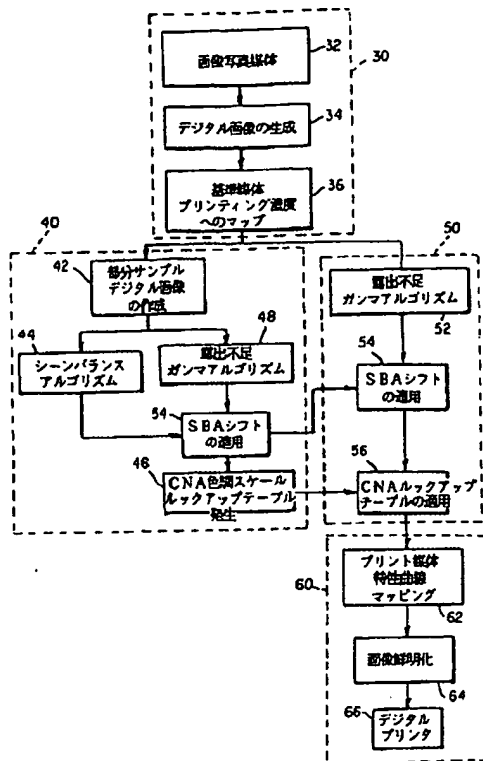 画像写真媒体
32
30
デジタル画像の生成
34
基準媒体
プリンティング濃度
へのマップ
36
40
42
部分サンプル
デジタル画像
の作成
44
シーンバランス
アルゴリズム
48
露出不足
ガンマアルゴリズム
54
SBAシフト
の適用
46
CNA色調スケール
ルックアップテーブル
発生
50
露出不足
ガンマアルゴリズム
52
54
SBAシフト
の適用
56
CNAルックアップ
テーブルの適用
60
プリント媒体
特性曲線
マッピング
62
画像鮮明化
64
66
デジタル
プリンタ